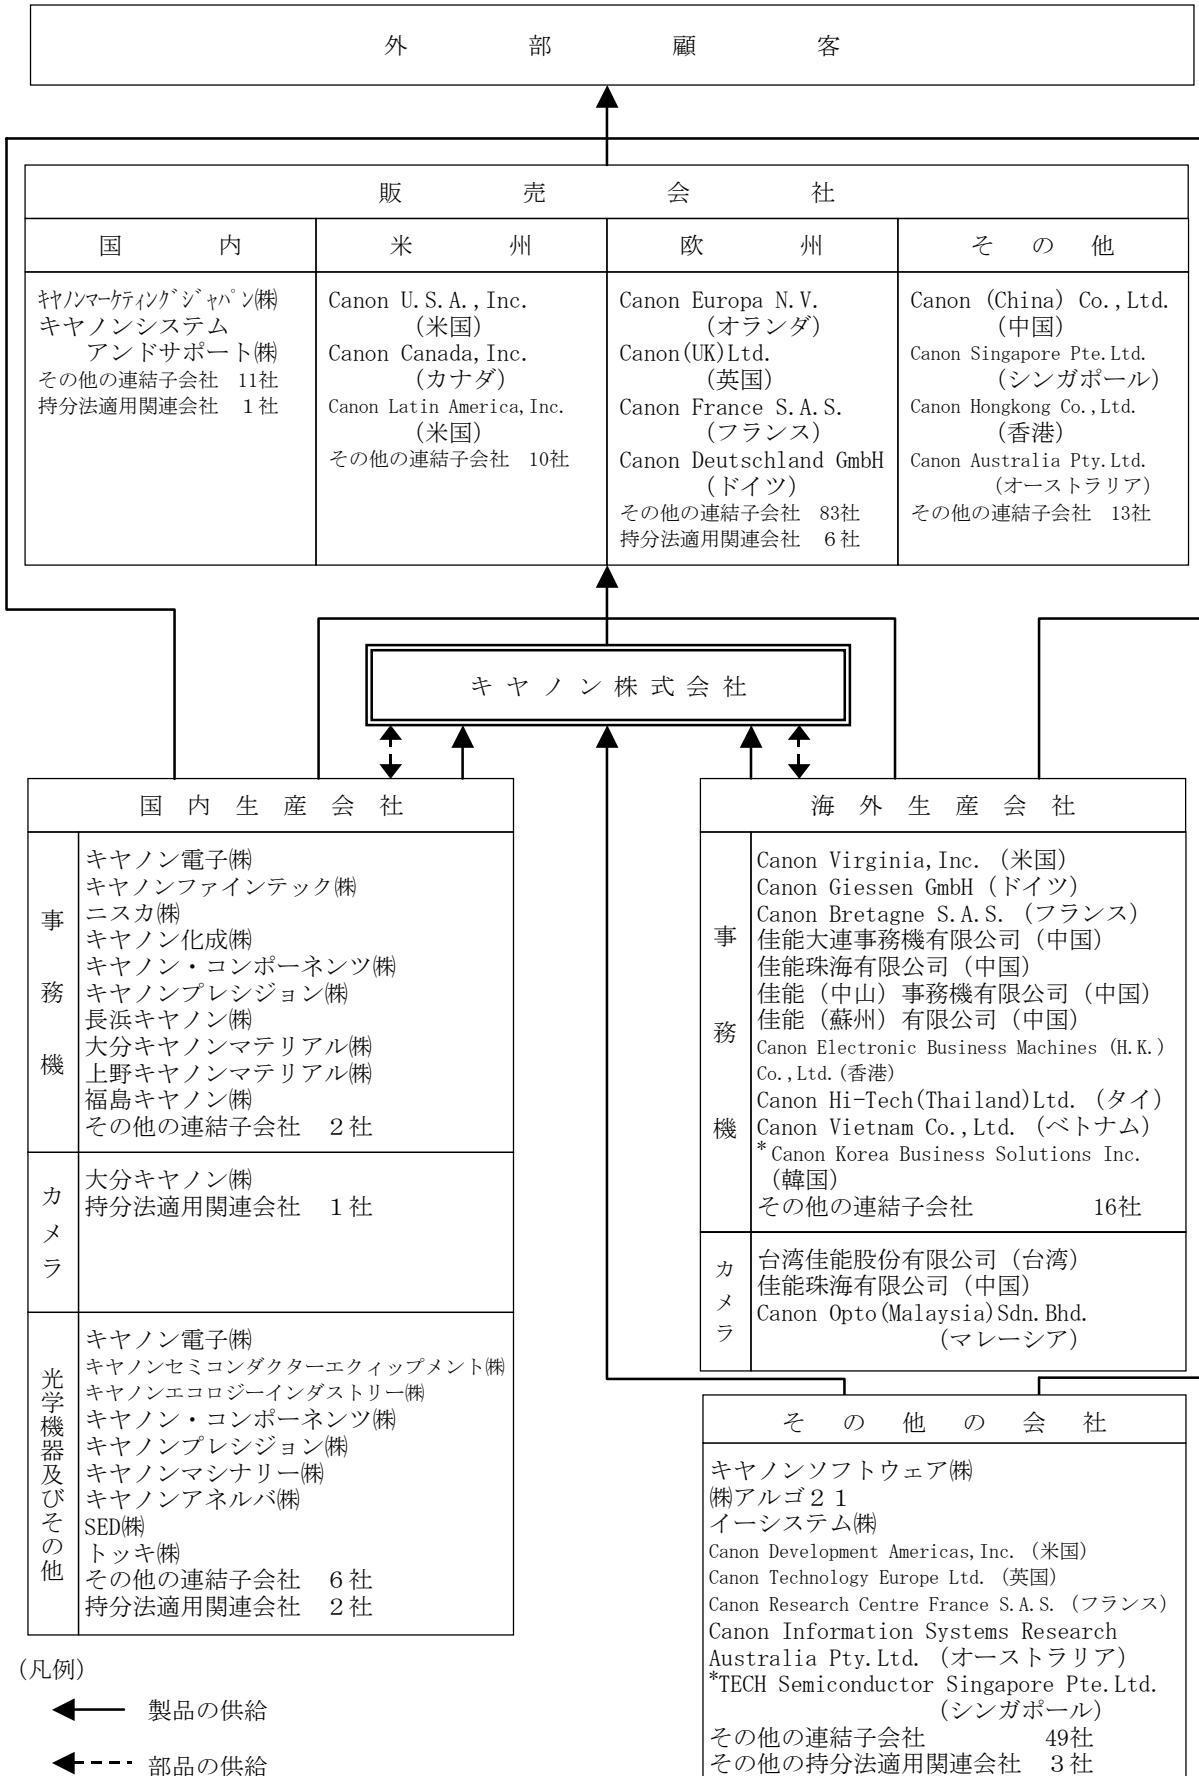 外部顧客
販売会社
国内
米州
欧州
その他
キヤノンマーケティングジャパン㈱
キヤノンシステム
アンドサポート㈱
その他の連結子会社 11社
持分法適用関連会社 1社
Canon U.S.A.,Inc.
(米国)
Canon Canada,Inc.
(カナダ)
Canon Latin America,Inc.
(米国)
その他の連結子会社 10社
Canon Europa N.V.
(オランダ)
Canon(UK)Ltd.
(英国)
Canon France S.A.S.
(フランス)
Canon Deutschland GmbH
(ドイツ)
その他の連結子会社 83社
持分法適用関連会社 6社
Canon (China) Co.,Ltd.
(中国)
Canon Singapore Pte.Ltd.
(シンガポール)
Canon Hongkong Co.,Ltd.
(香港)
Canon Australia Pty.Ltd.
(オーストラリア)
その他の連結子会社 13社
キヤノン株式会社
国内生産会社
事務機
キヤノン電子㈱
キヤノンファインテック㈱
ニスカ㈱
キヤノン化成㈱
キヤノン・コンポーネンツ㈱
キヤノンプレシジョン㈱
長浜キヤノン㈱
大分キヤノンマテリアル㈱
上野キヤノンマテリアル㈱
福島キヤノン㈱
その他の連結子会社 2社
カメラ
大分キヤノン㈱
持分法適用関連会社 1社
光学機器及びその他
キヤノン電子㈱
キヤノンセミコンダクターエクィップメント㈱
キヤノンエコロジーインダストリー㈱
キヤノン・コンポーネンツ㈱
キヤノンプレシジョン㈱
キヤノンマシナリー㈱
キヤノンアネルバ㈱
SED㈱
トッキ㈱
その他の連結子会社 6社
持分法適用関連会社 2社
海外生産会社
事務機
Canon Virginia,Inc. (米国)
Canon Giessen GmbH (ドイツ)
Canon Bretagne S.A.S. (フランス)
佳能大連事務機有限公司 (中国)
佳能珠海有限公司 (中国)
佳能(中山)事務機有限公司 (中国)
佳能(蘇州)有限公司 (中国)
Canon Electronic Business Machines (H.K.)
Co.,Ltd.(香港)
Canon Hi-Tech(Thailand)Ltd. (タイ)
Canon Vietnam Co.,Ltd. (ベトナム)
*Canon Korea Business Solutions Inc.
(韓国)
その他の連結子会社 16社
カメラ
台湾佳能股份有限公司 (台湾)
佳能珠海有限公司 (中国)
Canon Opto(Malaysia)Sdn.Bhd.
(マレーシア)
その他の会社
キヤノンソフトウェア㈱
㈱アルゴ21
イーシステム㈱
Canon Development Americas,Inc. (米国)
Canon Technology Europe Ltd. (英国)
Canon Research Centre France S.A.S. (フランス)
Canon Information Systems Research
Australia Pty.Ltd. (オーストラリア)
*TECH Semiconductor Singapore Pte.Ltd.
(シンガポール)
その他の連結子会社 49社
その他の持分法適用関連会社 3社
(凡例)
製品の供給
部品の供給